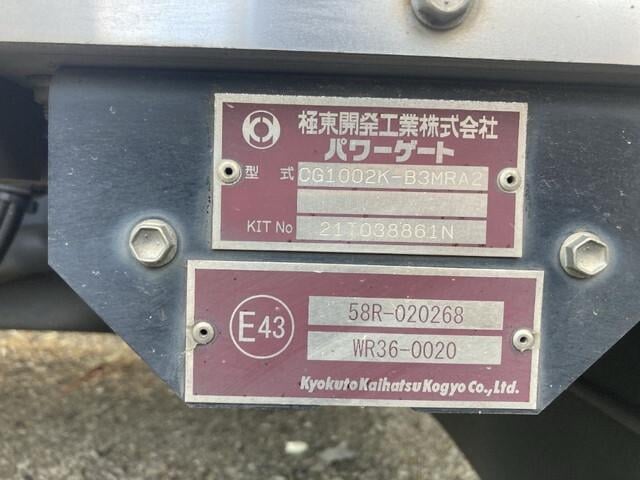 極東開発工業株式会社
パワーゲート
型 式 CG1002K-B3MRA2
KIT No 21T038861N
E43
58R-020268
WR36-0020
Kyokuto Kaihatsu Kogyo Co., Ltd.